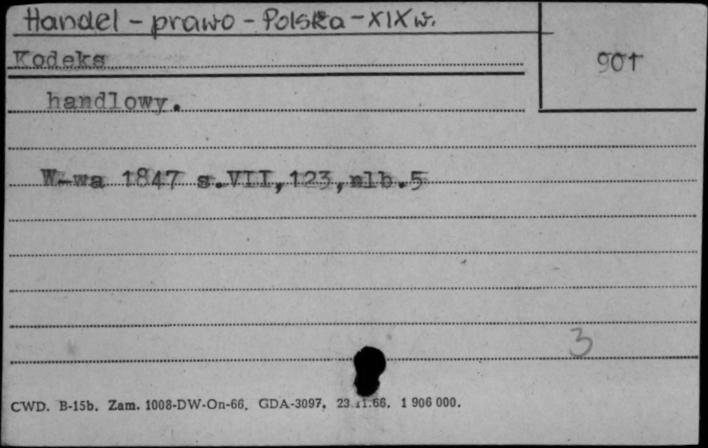 Handel - prawo - Polska - XIX w.
901
Kodeks
handlowy.
W-wa 1847 s.VII,123,nlb.5
3
CWD. B-15b. Zam. 1008-DW-On-66. GDA-3097. 23.11.66. 1 906 000.